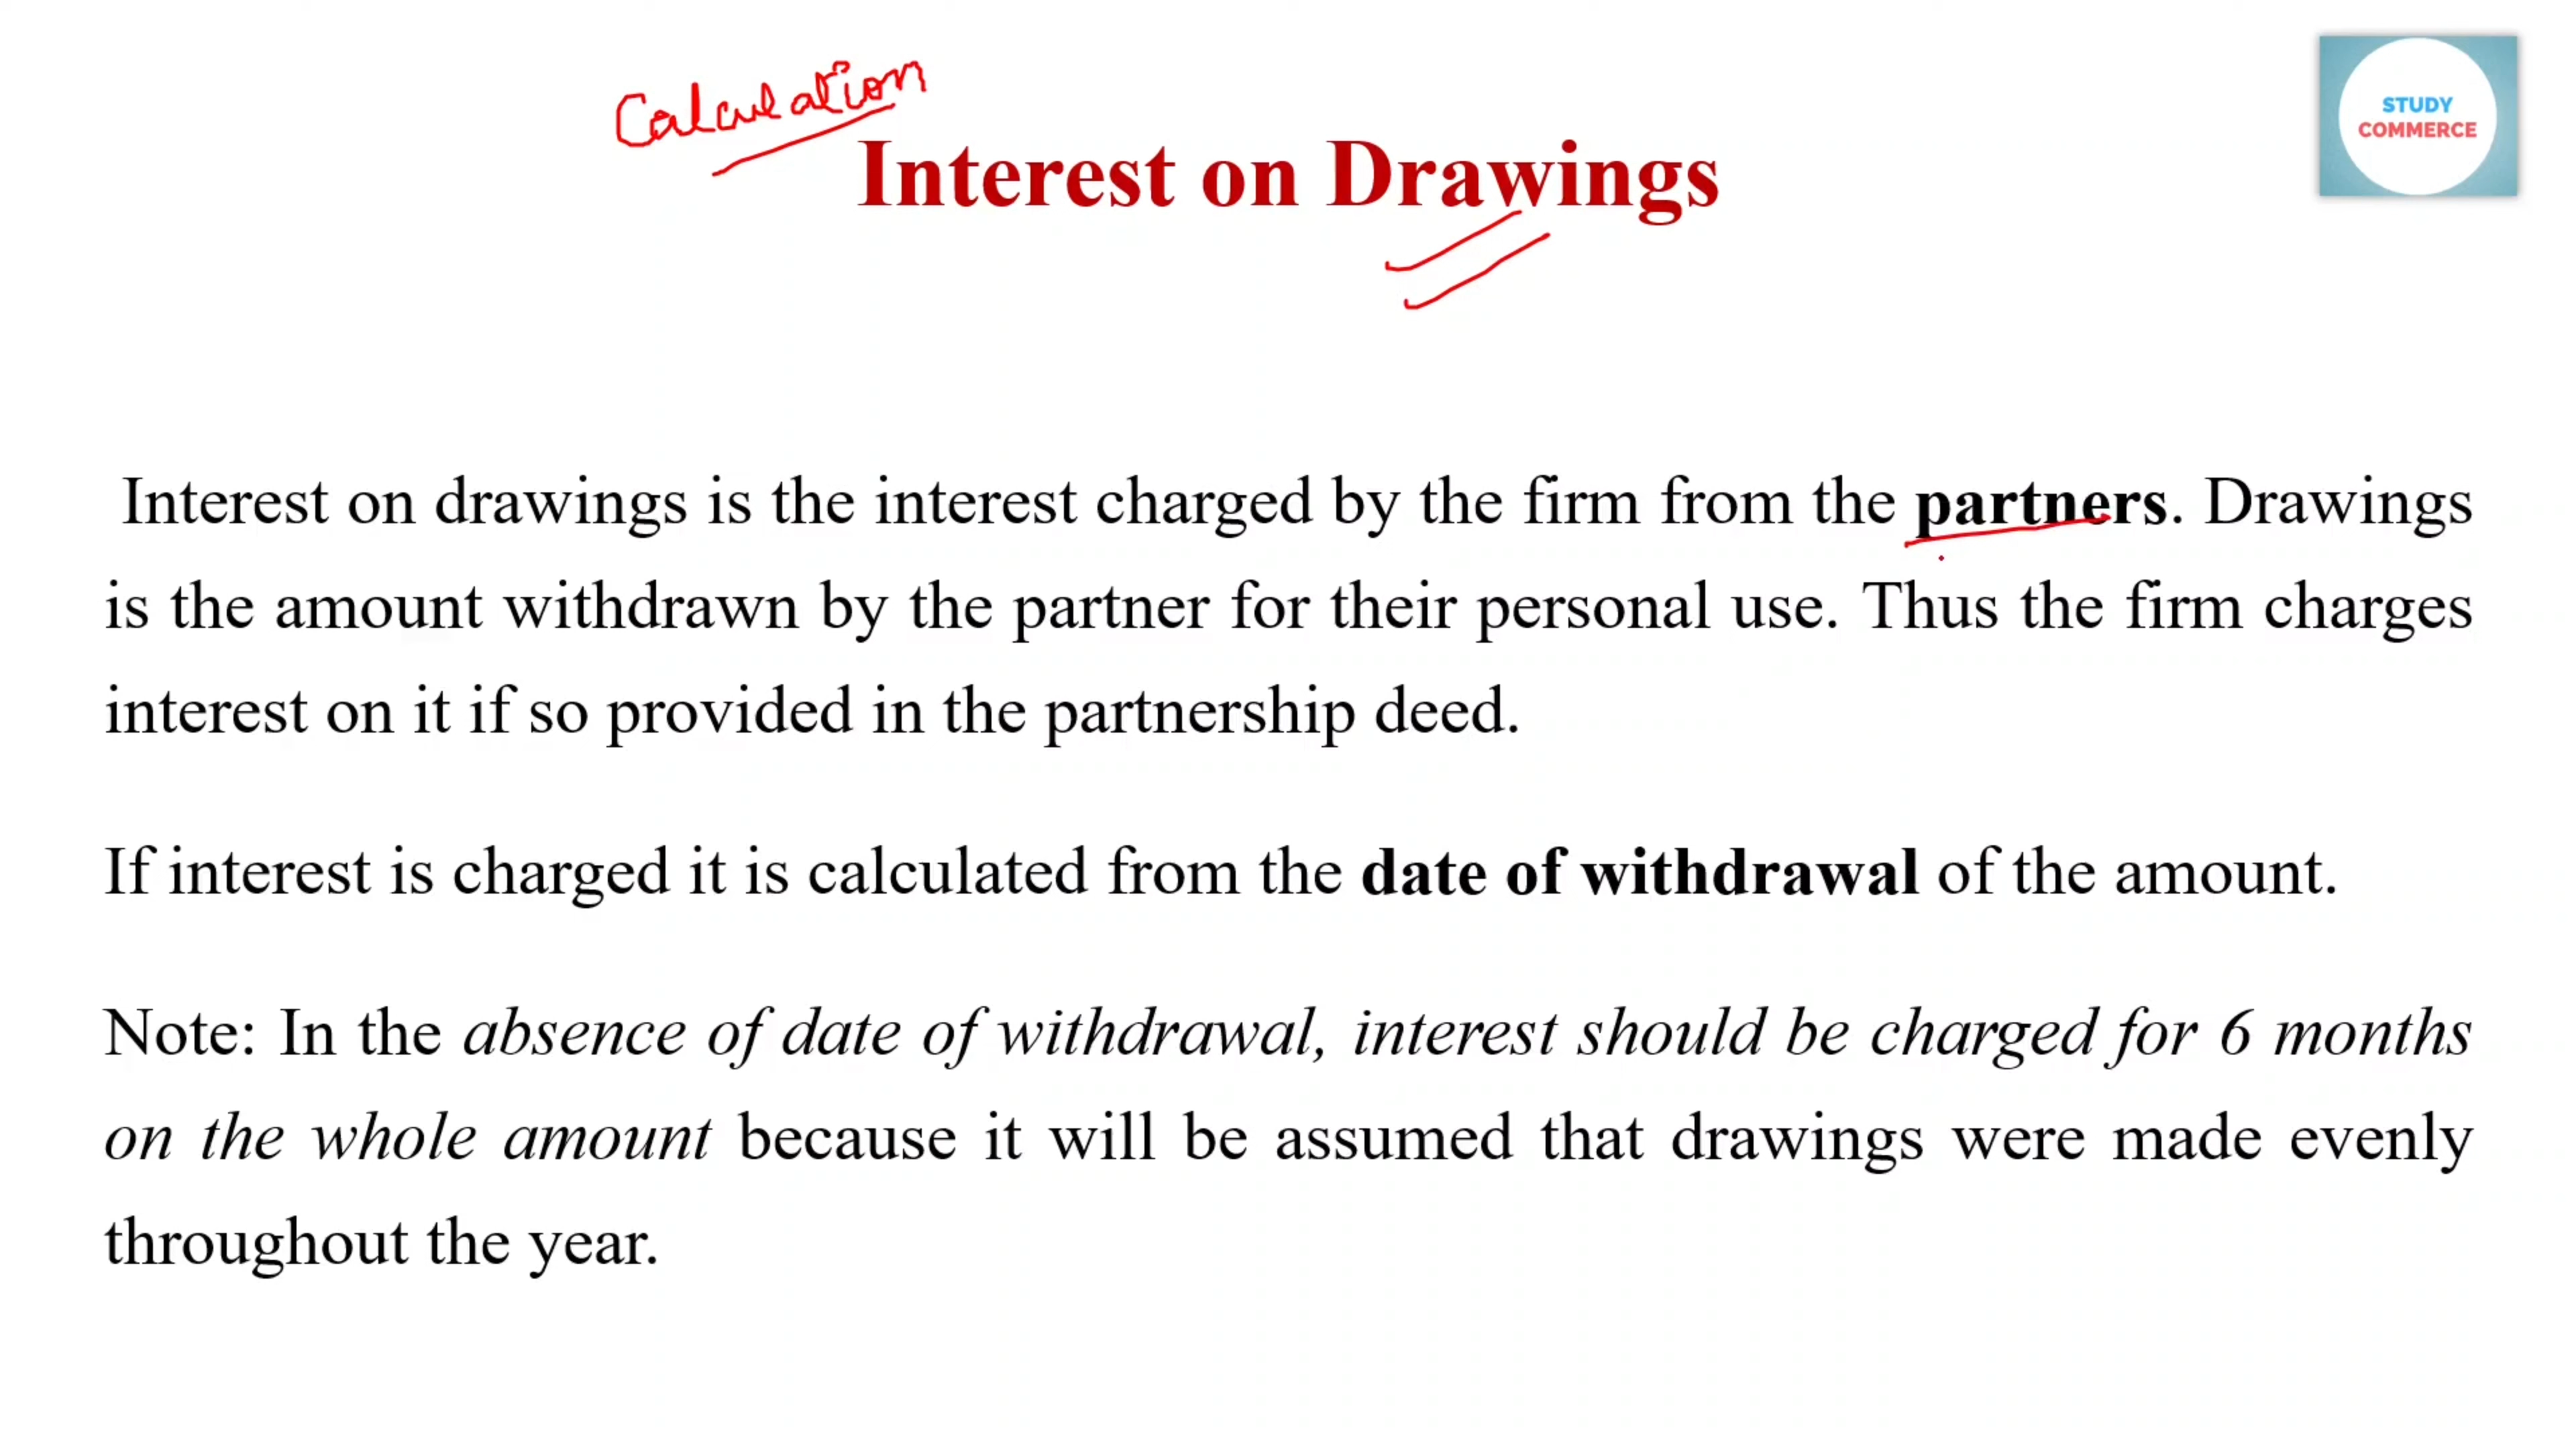 Calculation
STUDY
COMMERCE
Interest on Drawings
Interest on drawings is the interest charged by the firm from the partners. Drawings
is the amount withdrawn by the partner for their personal use. Thus the firm charges
interest on it if so provided in the partnership deed.
If interest is charged it is calculated from the date of withdrawal of the amount.
Note: In the absence of date of withdrawal, interest should be charged for 6 months
on the whole amount because it will be assumed that drawings were made evenly
throughout the year.